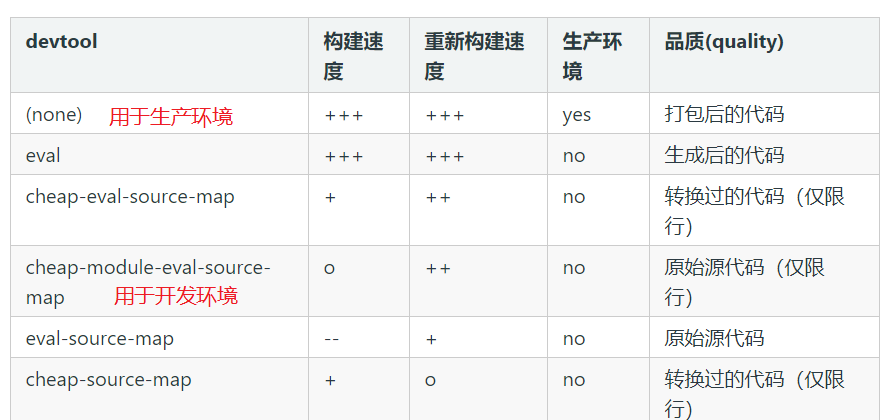 devtool 构建速 重新构建速 生产环 品质(quality)
度 度 境
(none) 用于生产环境 +++ +++ yes 打包后的代码
eval +++ +++ no 生成后的代码
cheap-eval-source-map + ++ no 转换过的代码（仅限
行）
cheap-module-eval-source- o ++ no 原始源代码（仅限
map 用于开发环境 行）
eval-source-map -- + no 原始源代码
cheap-source-map + o no 转换过的代码（仅限
行）